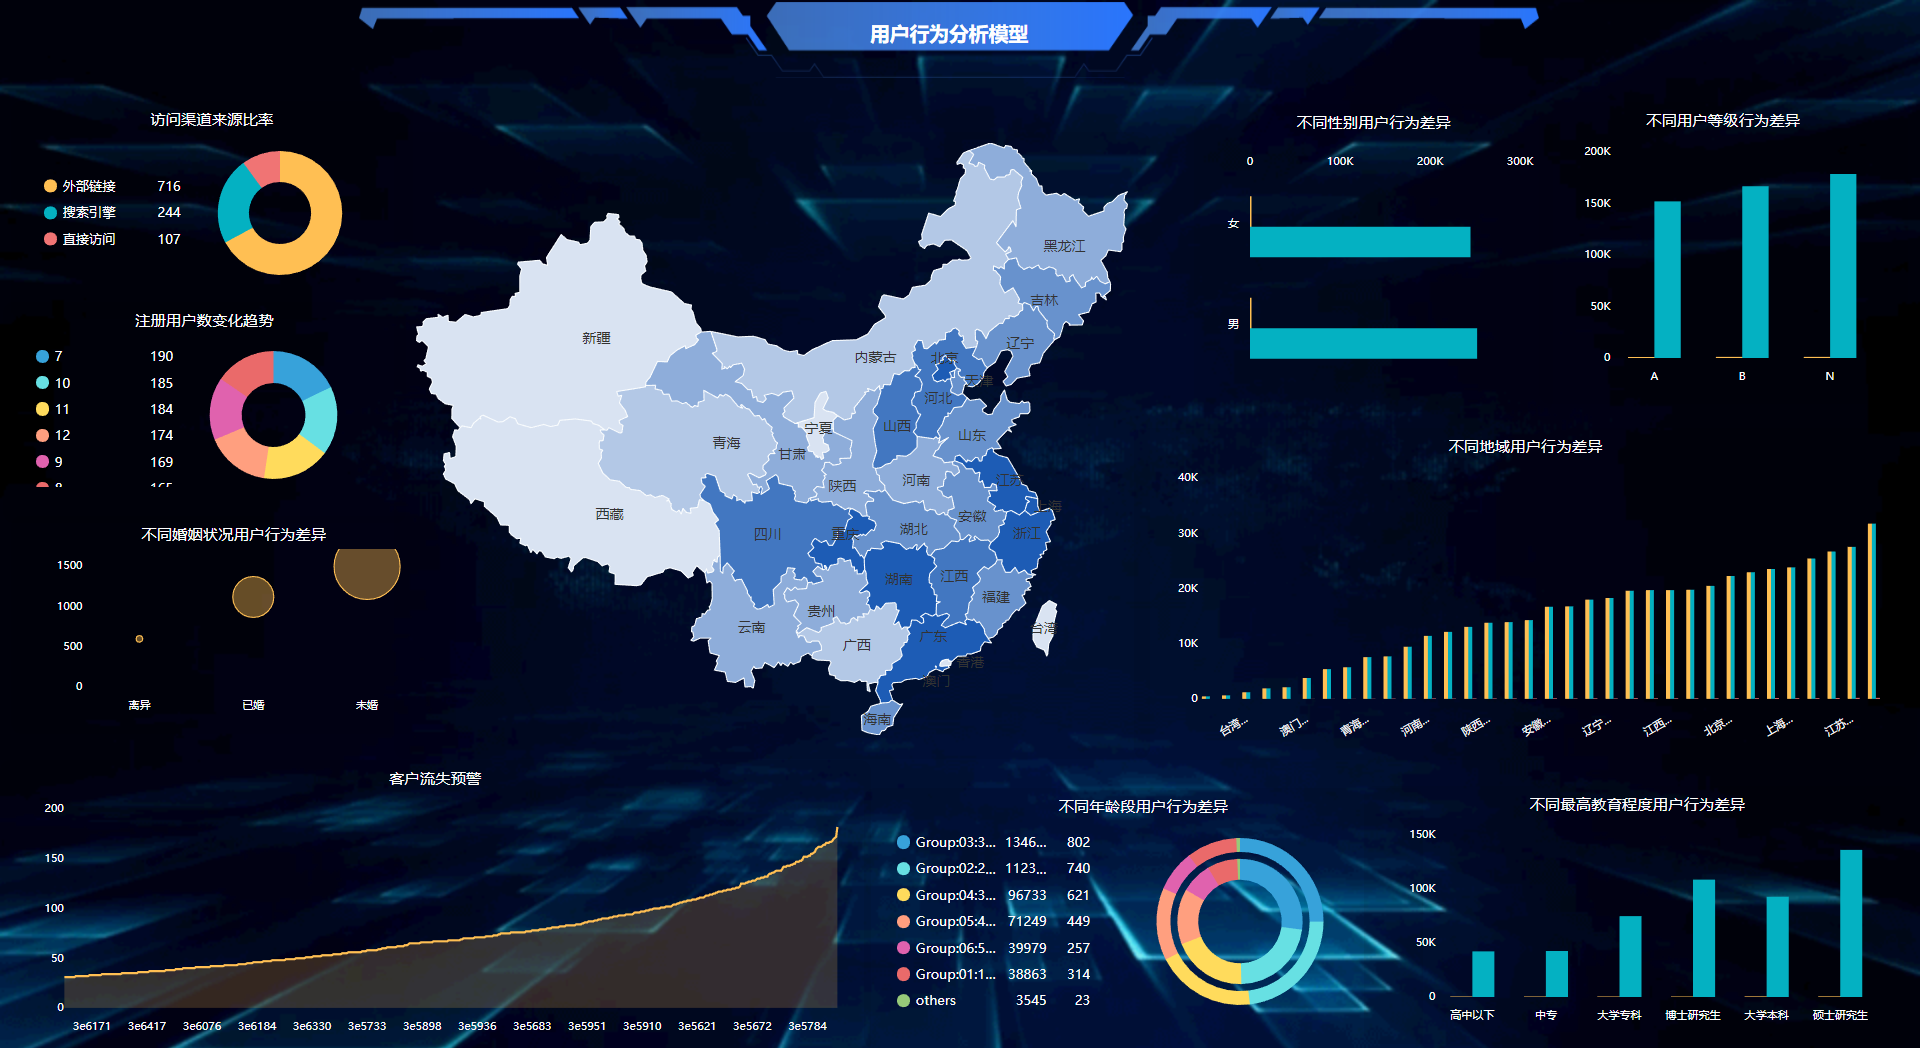 用户行为分析模型
访问渠道来源比率
外部链接 716
搜索引擎 244
直接访问 107
注册用户数变化趋势
7 190
10 185
11 184
12 174
9 169
8 165
不同婚姻状况用户行为差异
1500
1000
500
0
离异 已婚 未婚
黑龙江
吉林
辽宁
新疆
内蒙古
北京
天津
河北
山西
宁夏
青海
山东
甘肃
河南
陕西
江苏
上海
西藏
安徽
湖北
四川
重庆
浙江
江西
湖南
福建
贵州
云南
台湾
广东
广西
香港
澳门
海南
不同性别用户行为差异
0 100K 200K 300K
女
男
不同用户等级行为差异
200K
150K
100K
50K
0
A B N
不同地域用户行为差异
40K
30K
20K
10K
0
台湾... 澳门... 青海... 河南... 陕西... 安徽... 辽宁... 江西... 北京... 上海... 江苏...
客户流失预警
200
150
100
50
0
3e6171 3e6417 3e6076 3e6184 3e6330 3e5733 3e5898 3e5936 3e5683 3e5951 3e5910 3e5621 3e5672 3e5784
不同年龄段用户行为差异
Group:03:3... 1346... 802
Group:02:2... 1123... 740
Group:04:3... 96733 621
Group:05:4... 71249 449
Group:06:5... 39979 257
Group:01:1... 38863 314
others 3545 23
不同最高教育程度用户行为差异
150K
100K
50K
0
高中以下 中专 大学专科 博士研究生 大学本科 硕士研究生